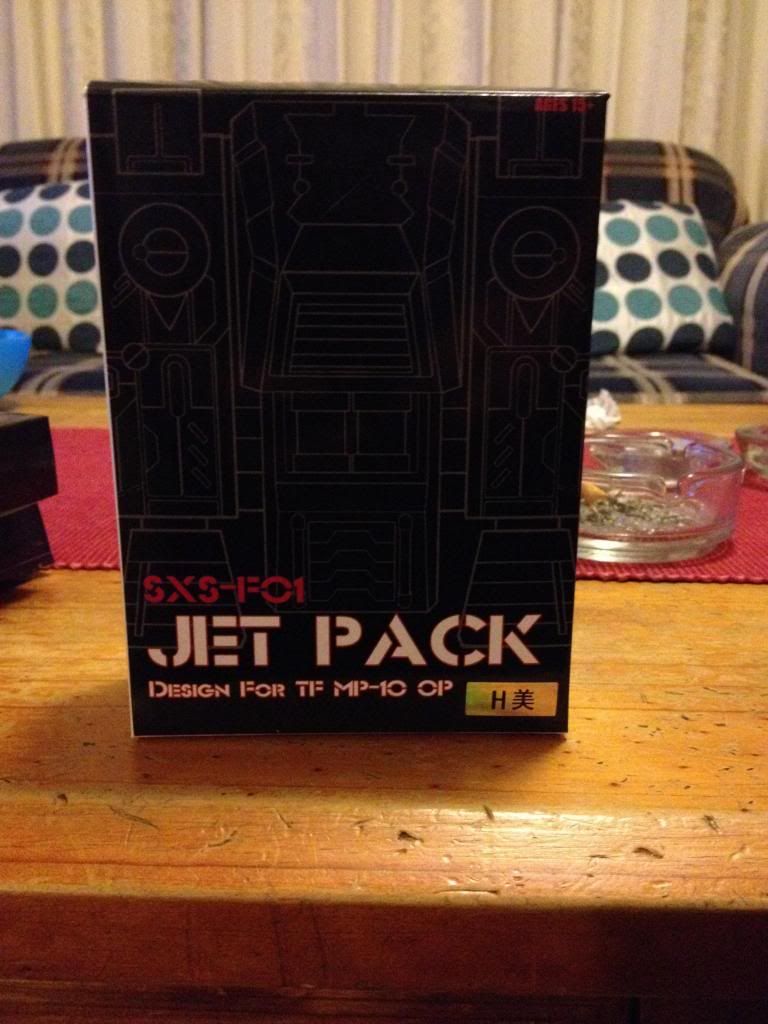 AGES 15+
SXS-F01
JET PACK
DESIGN FOR TF MP-10 OP
H美